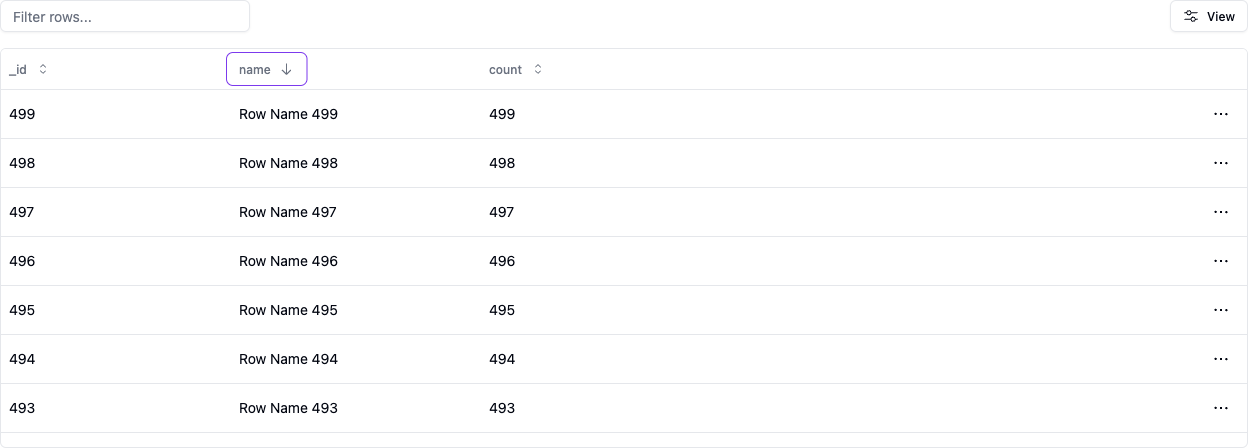 Filter rows...
View
_id name count
499 Row Name 499 499
498 Row Name 498 498
497 Row Name 497 497
496 Row Name 496 496
495 Row Name 495 495
494 Row Name 494 494
493 Row Name 493 493